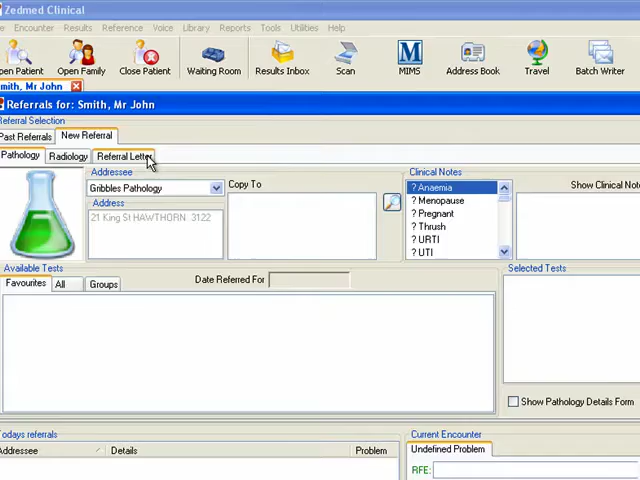 Zedmed Clinical
e Encounter Results Reference Voice Library Reports Tools Utilities Help
pen Patient Open Family Close Patient Waiting Room Results Inbox Scan MIMS Address Book Travel Batch Writer
M
mith, Mr John
Referrals for: Smith, Mr John
Referral Selection
Past Referrals New Referral
Pathology Radiology Referral Letter
Addressee
Gribbles Pathology
Address
21 King St HAWTHORN 3122
Copy To
Clinical Notes
? Anaemia
? Menopause
? Pregnant
? Thrush
? URTI
? UTI
Show Clinical Note
Available Tests
Favourites All Groups
Date Referred For
Selected Tests
Show Pathology Details Form
Todays referrals
Addressee Details Problem
Current Encounter
Undefined Problem
RFE: